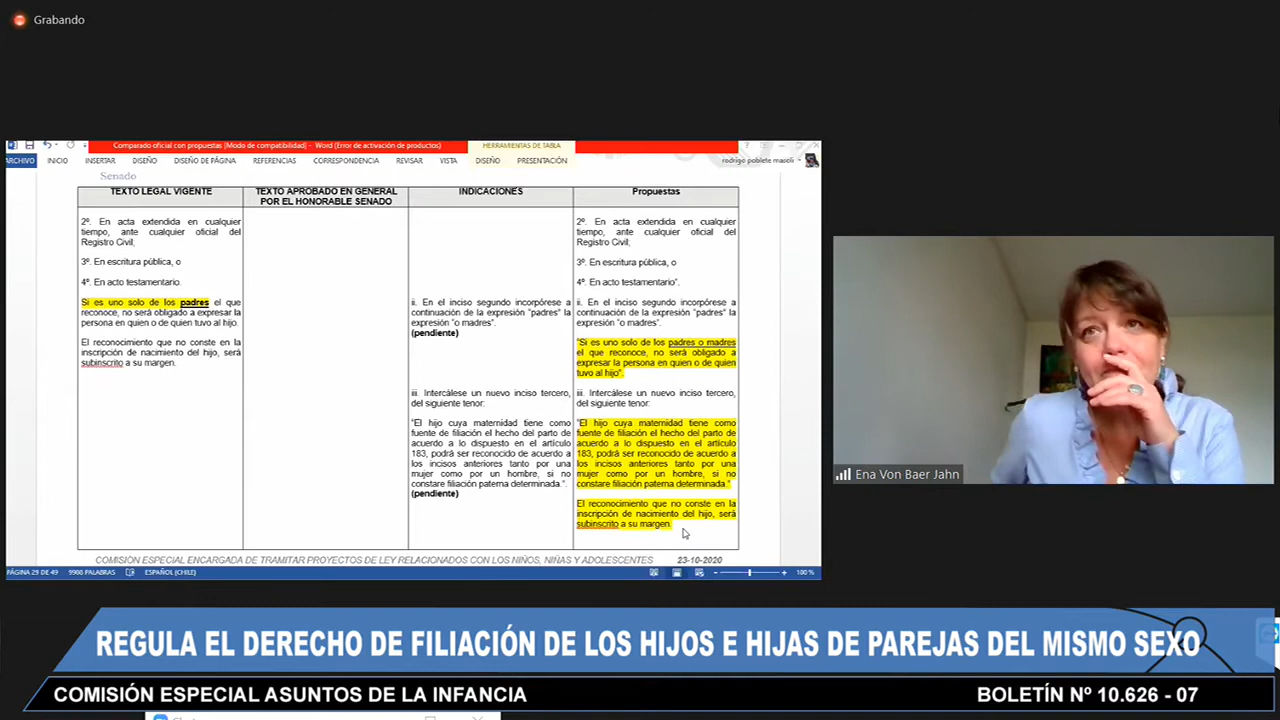 Grabando
Comparado oficial con propuestas [Modo de compatibilidad] - Word (Error de activación de productos)
HERRAMIENTAS DE TABLA
ARCHIVO INICIO INSERTAR DISEÑO DISEÑO DE PÁGINA REFERENCIAS CORRESPONDENCIA REVISAR VISTA DISEÑO PRESENTACIÓN
rodrigo poblete masoli
Senado
TEXTO LEGAL VIGENTE
2º. En acta extendida en cualquier
tiempo, ante cualquier oficial del
Registro Civil;
3º. En escritura pública, o
4º. En acto testamentario.
Si es uno solo de los padres el que
reconoce, no será obligado a expresar la
persona en quien o de quien tuvo al hijo.
El reconocimiento que no conste en la
inscripción de nacimiento del hijo, será
subinscrito a su margen.
TEXTO APROBADO EN GENERAL
POR EL HONORABLE SENADO
INDICACIONES
ii. En el inciso segundo incorpórese a
continuación de la expresión "padres" la
expresión "o madres".
(pendiente)
iii. Intercálese un nuevo inciso tercero,
del siguiente tenor:
"El hijo cuya maternidad tiene como
fuente de filiación el hecho del parto de
acuerdo a lo dispuesto en el artículo
183, podrá ser reconocido de acuerdo a
los incisos anteriores tanto por una
mujer como por un hombre, si no
constare filiación paterna determinada.".
(pendiente)
Propuestas
2º. En acta extendida en cualquier
tiempo, ante cualquier oficial del
Registro Civil;
3º. En escritura pública, o
4º. En acto testamentario".
ii. En el inciso segundo incorpórese a
continuación de la expresión "padres" la
expresión "o madres".
"Si es uno solo de los padres o madres
el que reconoce, no será obligado a
expresar la persona en quien o de quien
tuvo al hijo".
iii. Intercálese un nuevo inciso tercero,
del siguiente tenor:
"El hijo cuya maternidad tiene como
fuente de filiación el hecho del parto de
acuerdo a lo dispuesto en el artículo
183, podrá ser reconocido de acuerdo a
los incisos anteriores tanto por una
mujer como por un hombre, si no
constare filiación paterna determinada."
El reconocimiento que no conste en la
inscripción de nacimiento del hijo, será
subinscrito a su margen.
COMISIÓN ESPECIAL ENCARGADA DE TRAMITAR PROYECTOS DE LEY RELACIONADOS CON LOS NIÑOS, NIÑAS Y ADOLESCENTES 23-10-2020
PÁGINA 29 DE 49 9906 PALABRAS ESPAÑOL (CHILE) 100 %
Ena Von Baer Jahn
REGULA EL DERECHO DE FILIACIÓN DE LOS HIJOS E HIJAS DE PAREJAS DEL MISMO SEXO
COMISIÓN ESPECIAL ASUNTOS DE LA INFANCIA
BOLETÍN Nº 10.626 - 07